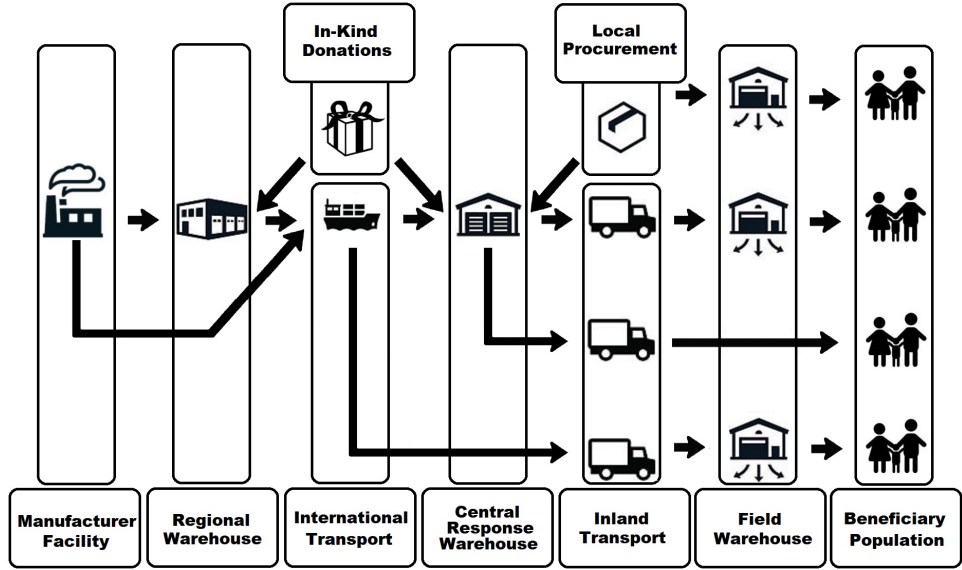 In-Kind
Donations
Local
Procurement
Manufacturer
Facility
Regional
Warehouse
International
Transport
Central
Response
Warehouse
Inland
Transport
Field
Warehouse
Beneficiary
Population